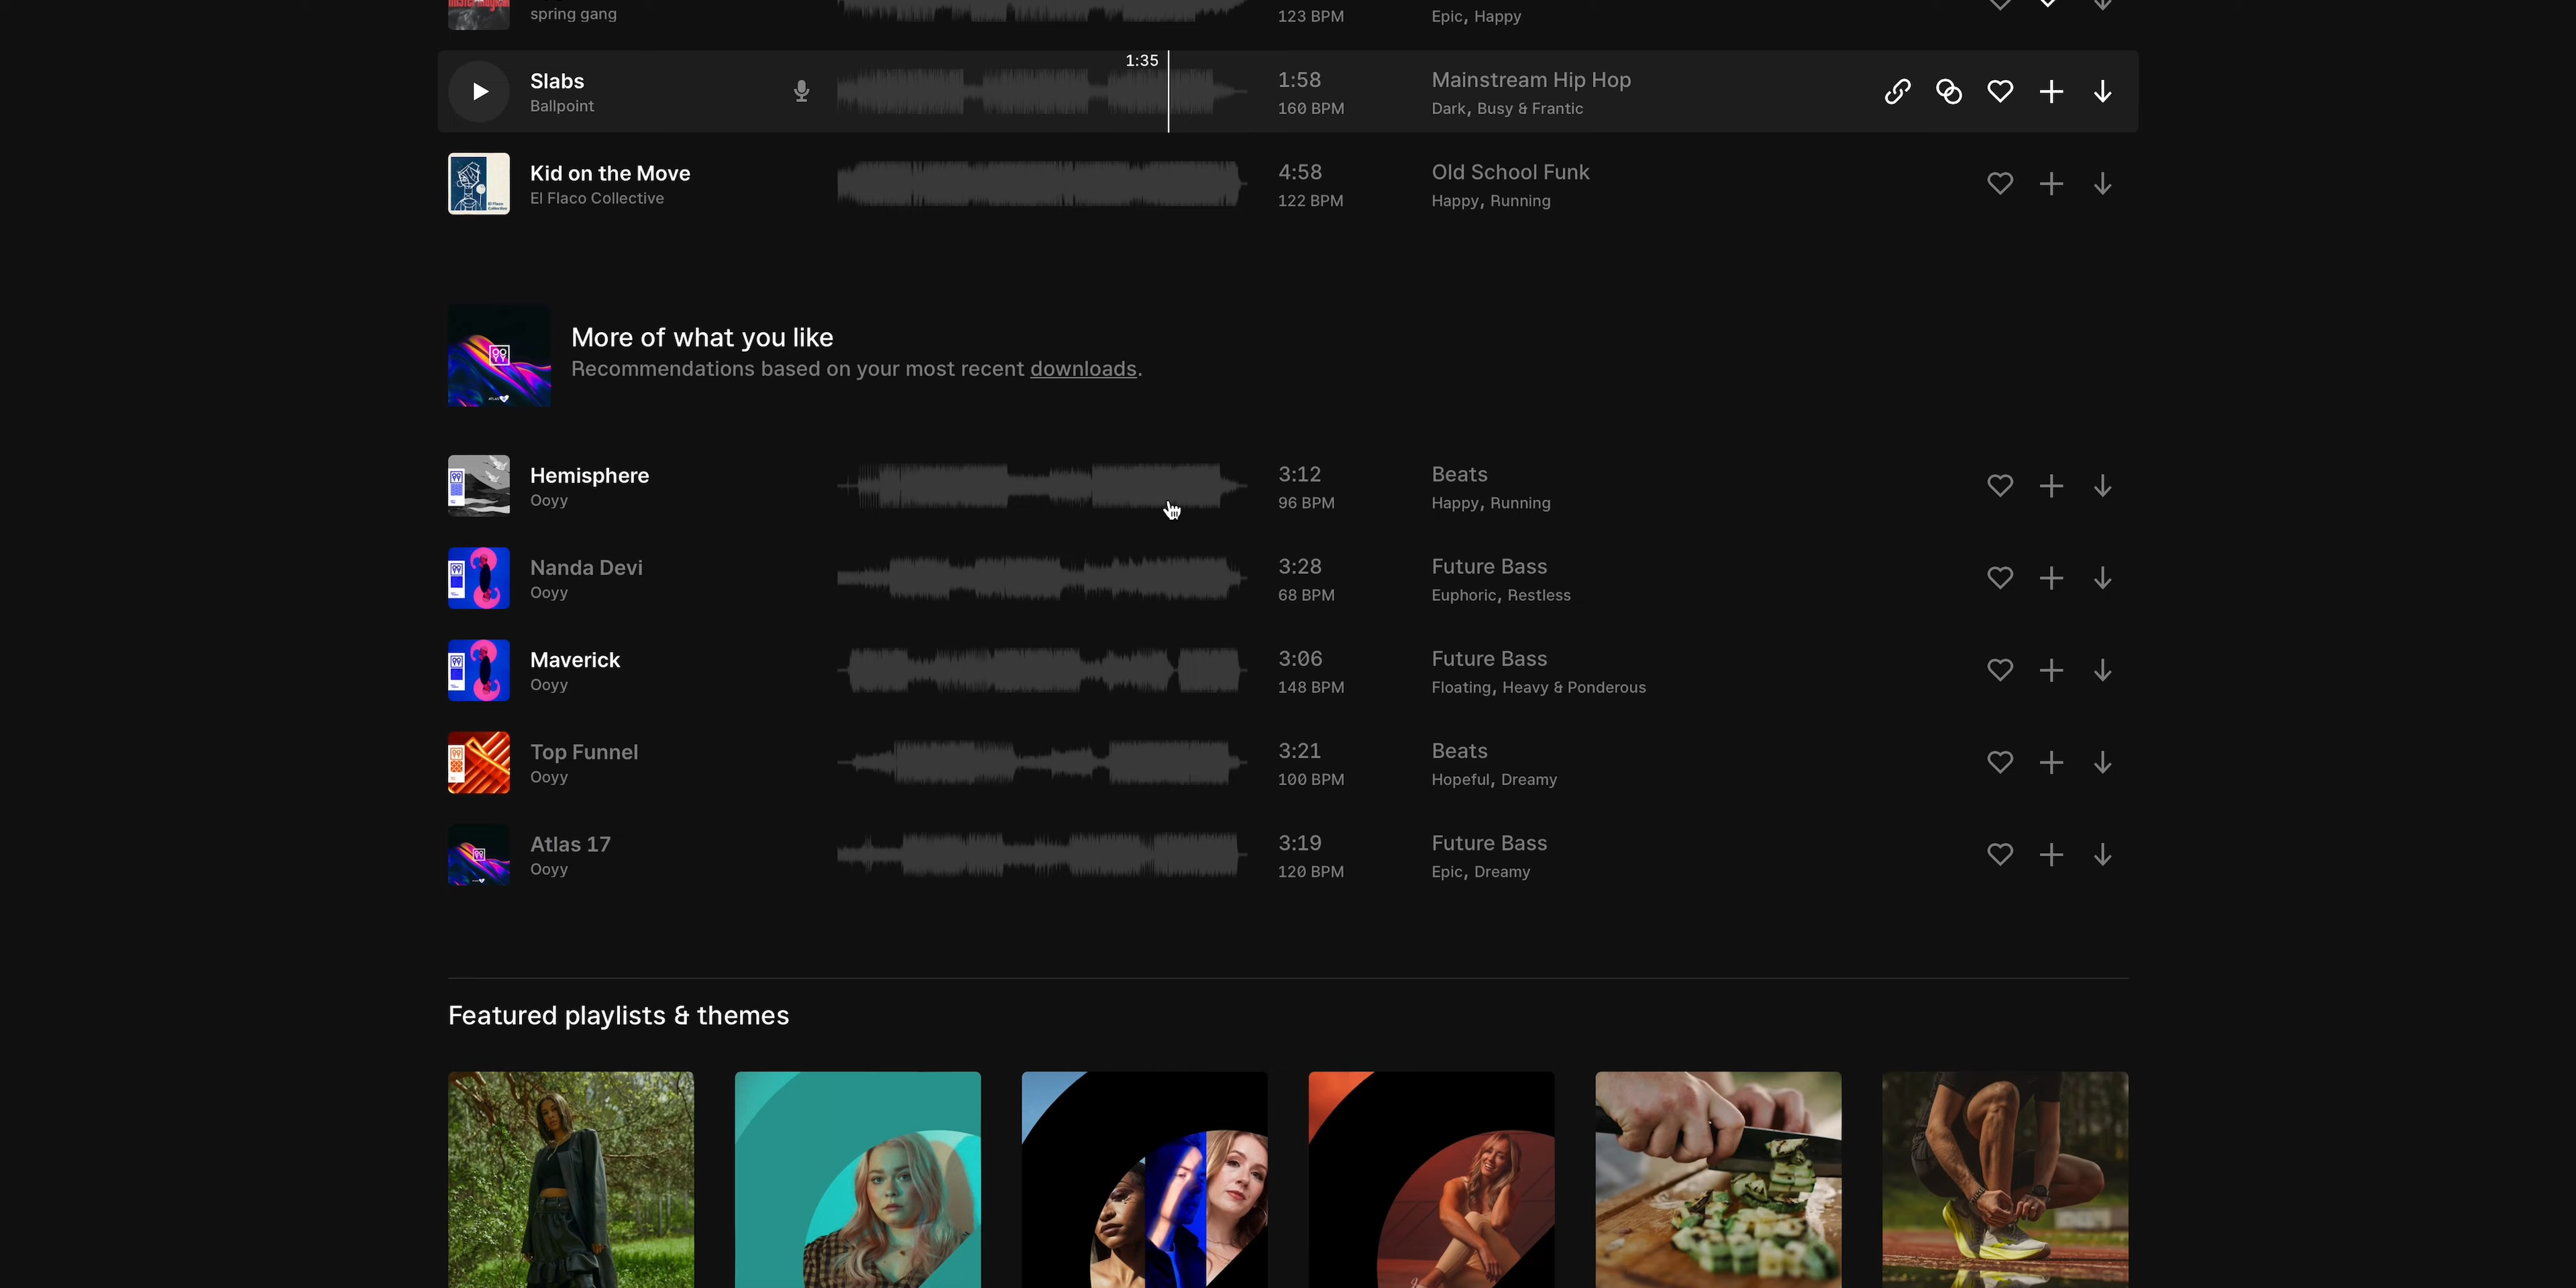 spring gang
123 BPM
Epic, Happy
1:35
Slabs
Ballpoint
1:58
160 BPM
Mainstream Hip Hop
Dark, Busy & Frantic
Kid on the Move
El Flaco Collective
4:58
122 BPM
Old School Funk
Happy, Running
More of what you like
Recommendations based on your most recent downloads.
Hemisphere
Ooyy
3:12
96 BPM
Beats
Happy, Running
Nanda Devi
Ooyy
3:28
68 BPM
Future Bass
Euphoric, Restless
Maverick
Ooyy
3:06
148 BPM
Future Bass
Floating, Heavy & Ponderous
Top Funnel
Ooyy
3:21
100 BPM
Beats
Hopeful, Dreamy
Atlas 17
Ooyy
3:19
120 BPM
Future Bass
Epic, Dreamy
Featured playlists & themes